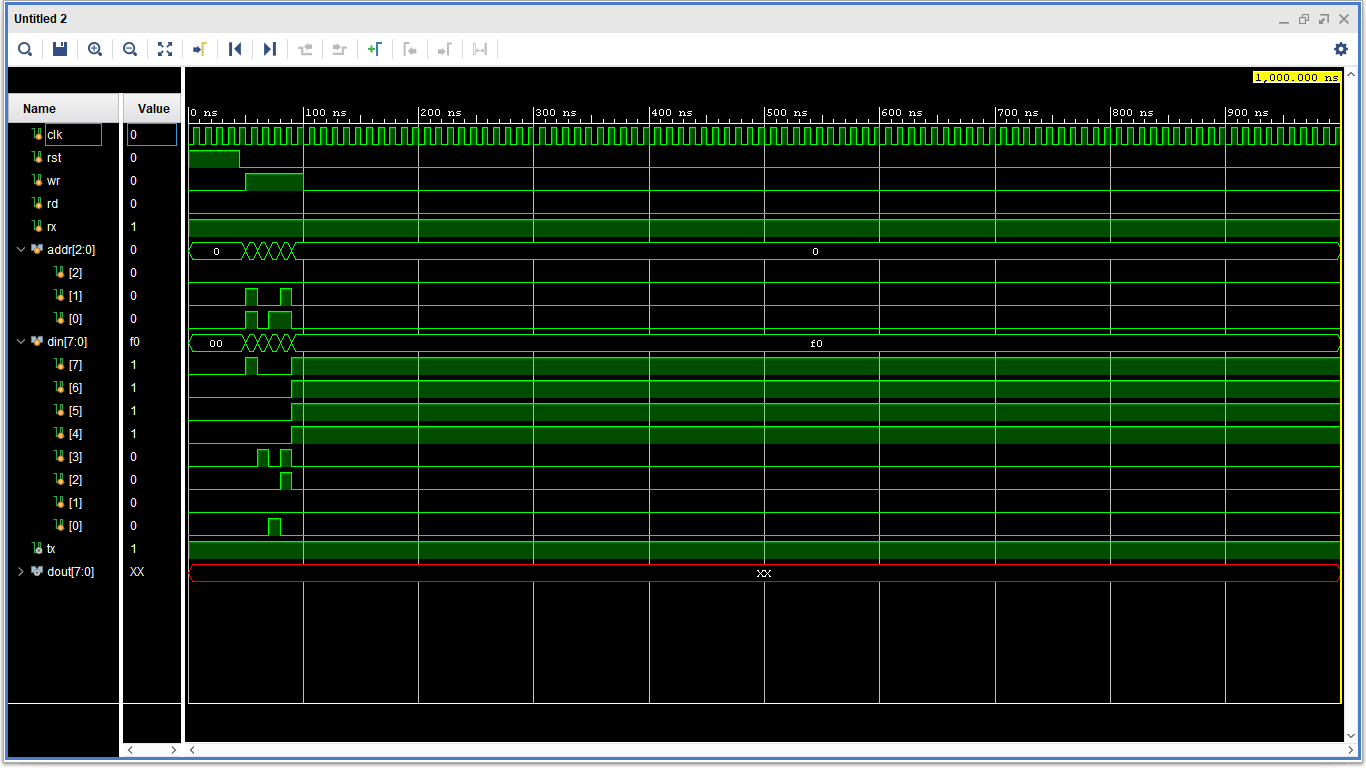 Untitled 2
1,000.000 ns
Name Value
0 ns 100 ns 200 ns 300 ns 400 ns 500 ns 600 ns 700 ns 800 ns 900 ns
clk 0
rst 0
wr 0
rd 0
rx 1
addr[2:0] 0 0 0
[2] 0
[1] 0
[0] 0
din[7:0] f0 00 f0
[7] 1
[6] 1
[5] 1
[4] 1
[3] 0
[2] 0
[1] 0
[0] 0
tx 1
dout[7:0] XX XX